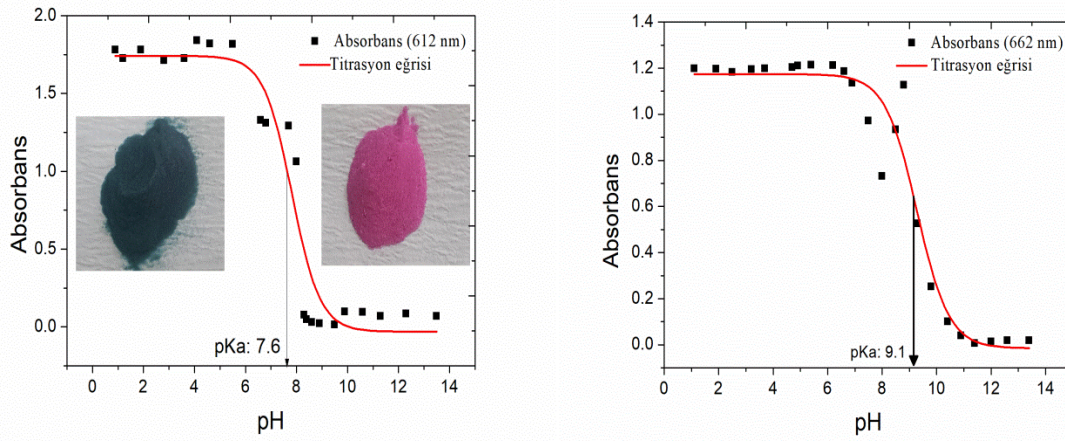 2.0
1.5
1.0
0.5
0.0
Absorbans
Absorbans (612 nm)
Titrasyon eğrisi
pKa: 7.6
0 2 4 6 8 10 12 14
pH
1.4
1.2
1.0
0.8
0.6
0.4
0.2
0.0
Absorbans
Absorbans (662 nm)
Titrasyon eğrisi
pKa: 9.1
0 2 4 6 8 10 12 14
pH